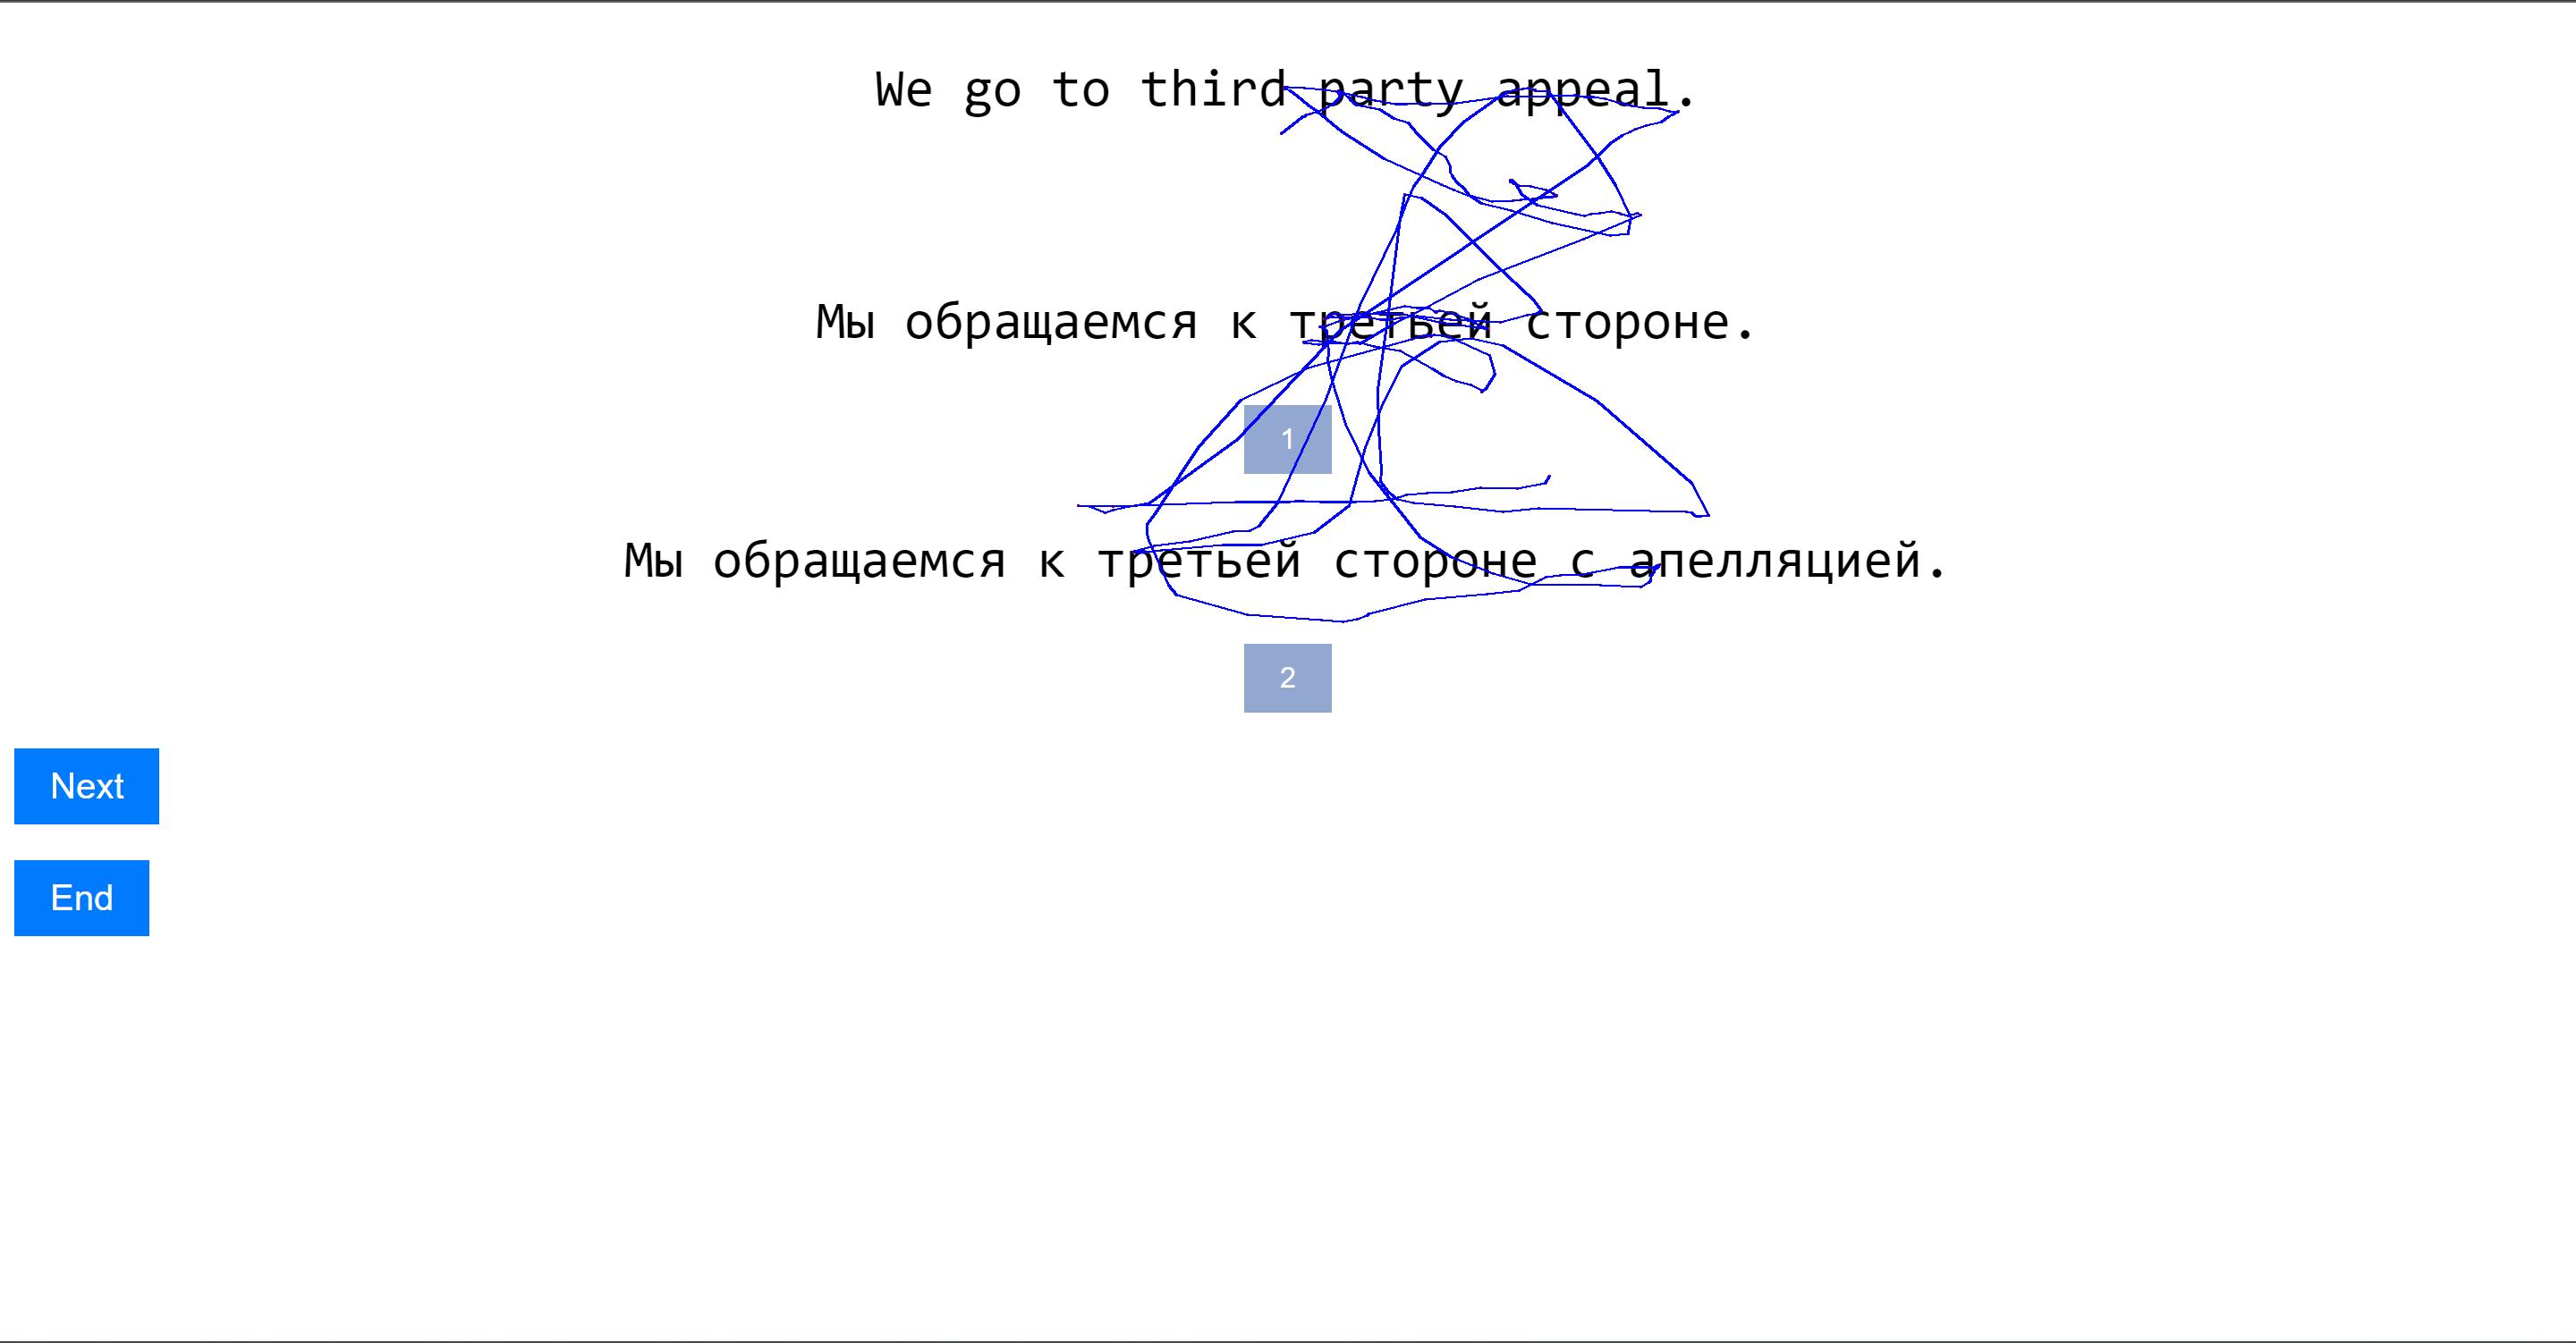 We go to third party appeal.
Мы обращаемся к третьей стороне.
1
Мы обращаемся к третьей стороне с апелляцией.
2
Next
End